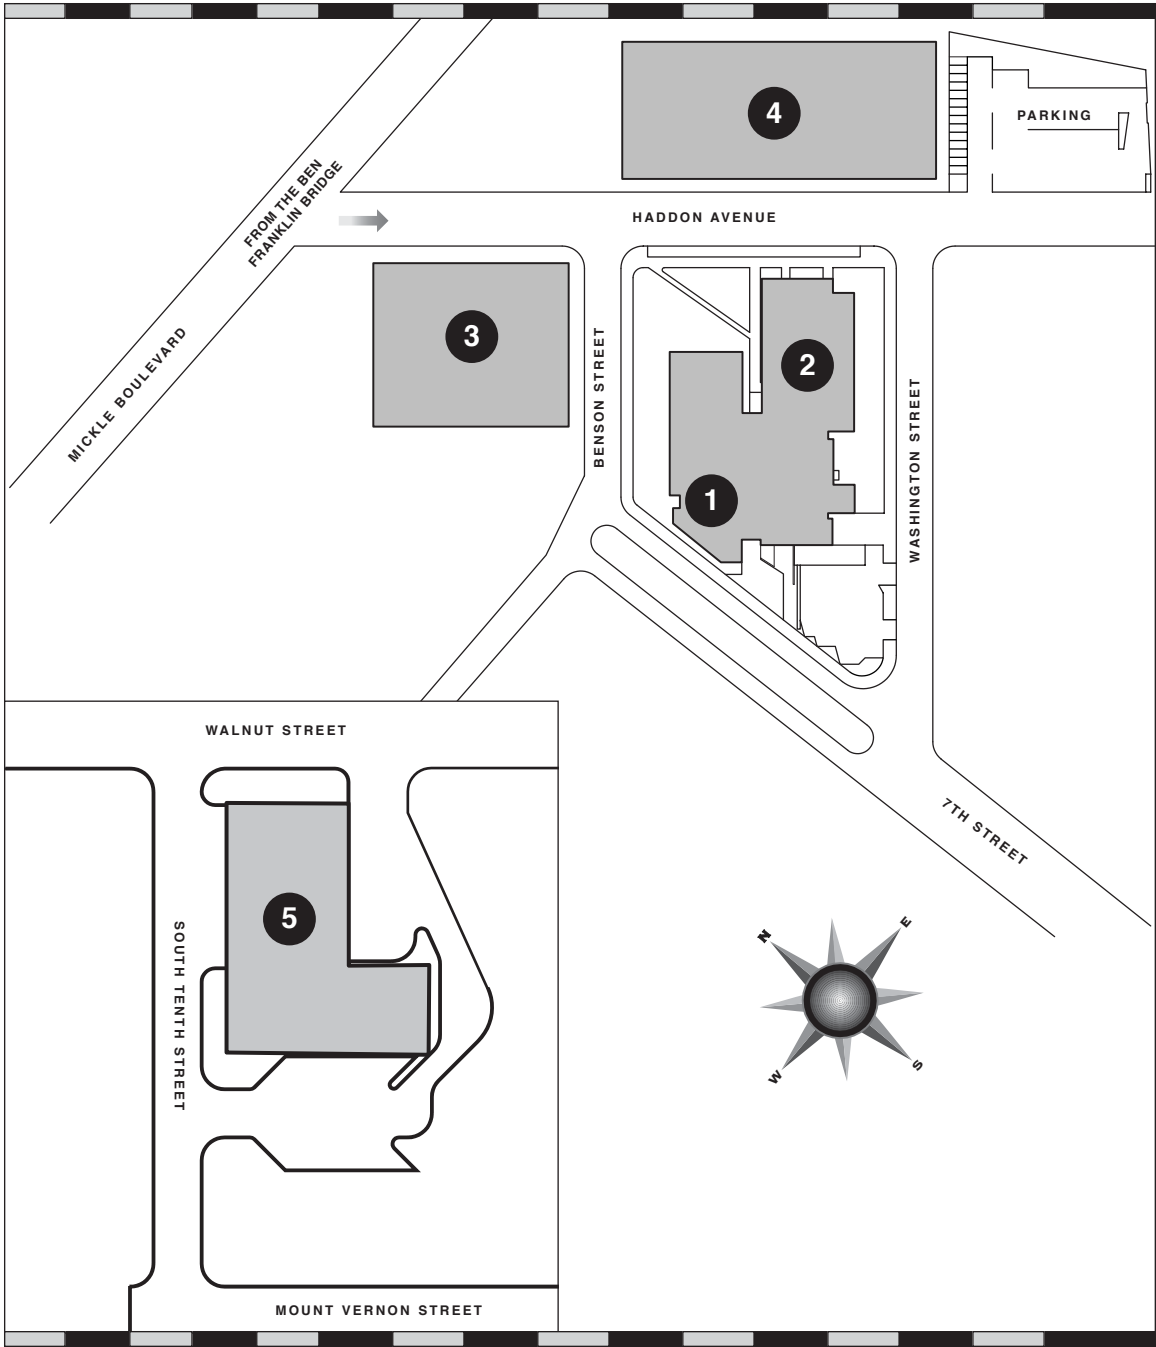 4
PARKING
FROM THE BEN
FRANKLIN BRIDGE
HADDON AVENUE
3
2
MICKLE BOULEVARD
BENSON STREET
WASHINGTON STREET
1
WALNUT STREET
7TH STREET
5
SOUTH TENTH STREET
N
E
W
S
MOUNT VERNON STREET